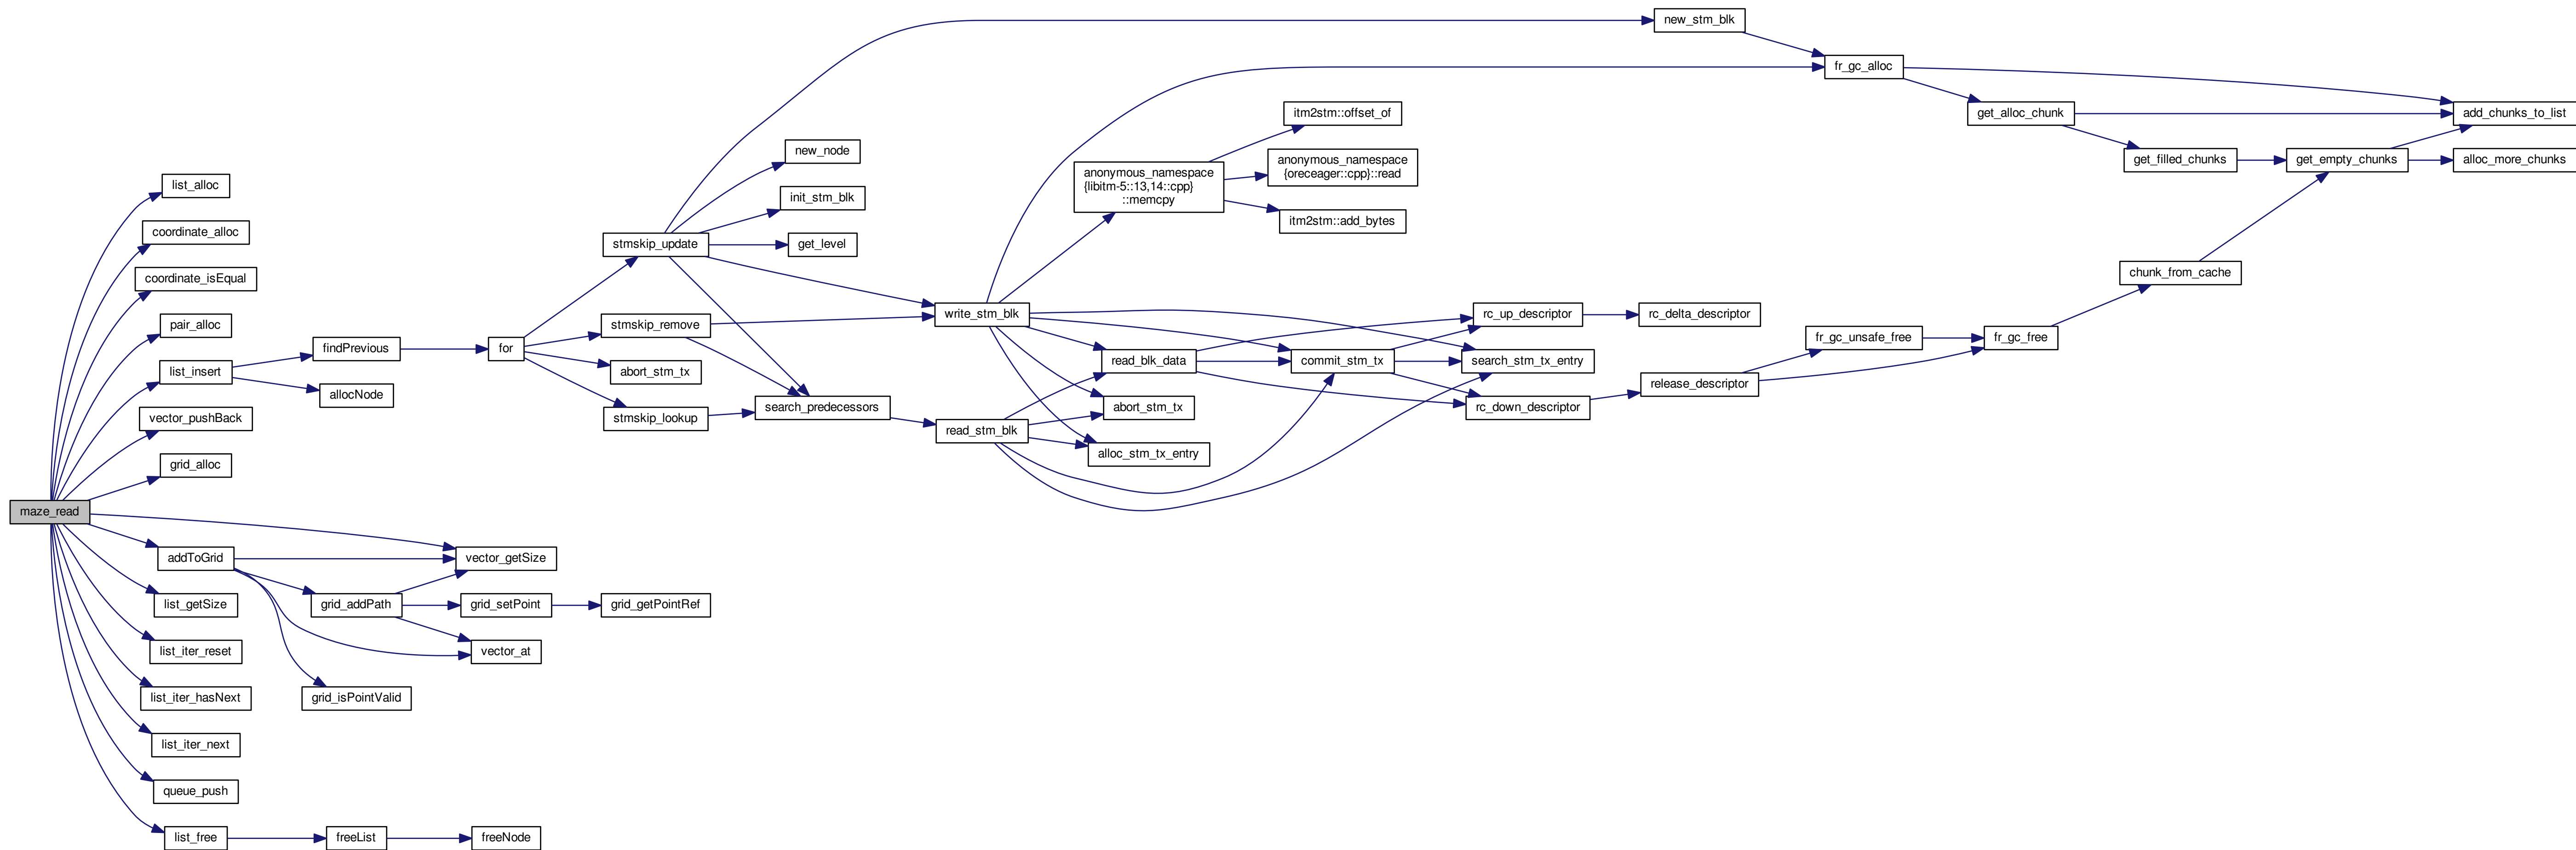 new_stm_blk
fr_gc_alloc
itm2stm::offset_of
get_alloc_chunk
add_chunks_to_list
new_node
anonymous_namespace
{oreceager::cpp}::read
get_filled_chunks
get_empty_chunks
alloc_more_chunks
list_alloc
init_stm_blk
anonymous_namespace
{libitm-5::13,14::cpp}
::memcpy
itm2stm::add_bytes
coordinate_alloc
stmskip_update
get_level
coordinate_isEqual
chunk_from_cache
pair_alloc
stmskip_remove
write_stm_blk
rc_up_descriptor
rc_delta_descriptor
findPrevious
for
fr_gc_unsafe_free
fr_gc_free
list_insert
abort_stm_tx
read_blk_data
commit_stm_tx
search_stm_tx_entry
allocNode
release_descriptor
vector_pushBack
stmskip_lookup
search_predecessors
abort_stm_tx
rc_down_descriptor
read_stm_blk
grid_alloc
alloc_stm_tx_entry
maze_read
addToGrid
vector_getSize
list_getSize
grid_addPath
grid_setPoint
grid_getPointRef
list_iter_reset
vector_at
list_iter_hasNext
grid_isPointValid
list_iter_next
queue_push
list_free
freeList
freeNode